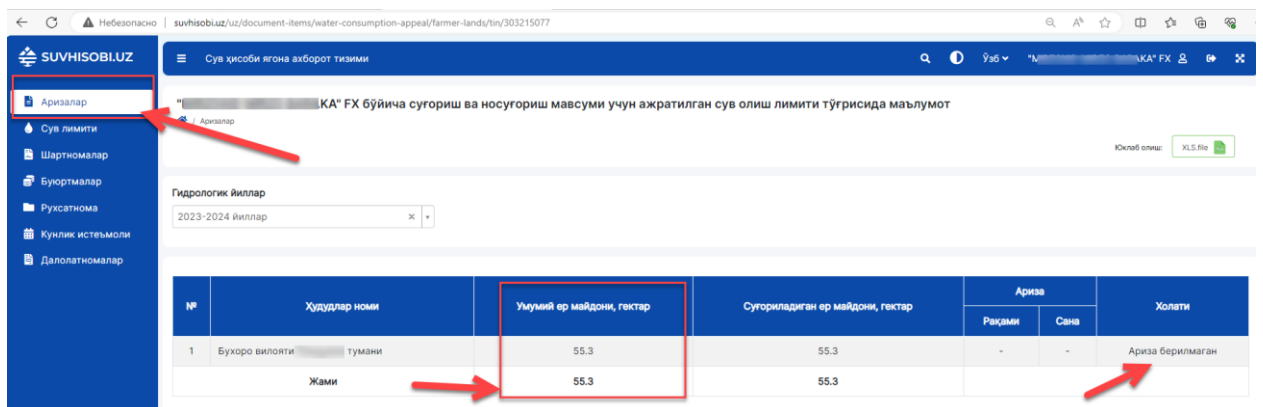 Небезопасно suvhisobi.uz/uz/document-items/water-consumption-appeal/farmer-lands/tin/303215077
SUVHISOBI.UZ
Сув ҳисоби ягона ахборот тизими
Ўзб
"М KA" FX
Аризалар
Сув лимити
Шартномалар
Буюртмалар
Рухсатнома
Кунлик истеъмоли
Далолатномалар
" KA" FX бўйича суғориш ва носуғориш мавсуми учун ажратилган сув олиш лимити тўғрисида маълумот
/ Аризалар
Юклаб олиш: XLS.file
Гидрологик йиллар
2023-2024 йиллар
№ Ҳудудлар номи Умумий ер майдони, гектар Суғориладиган ер майдони, гектар Ариза Холати
Рақами Сана
1 Бухоро вилояти тумани 55.3 55.3 - - Ариза берилмаган
Жами 55.3 55.3